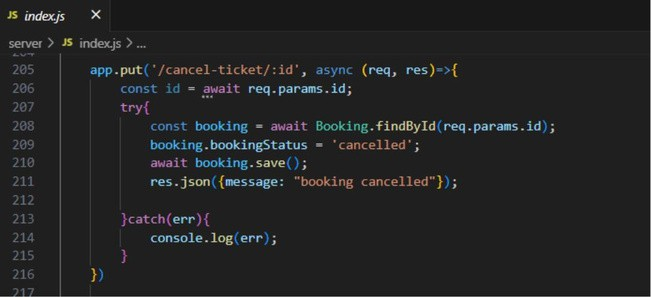 JS index.js ×
server > JS index.js > ...
205 app.put('/cancel-ticket/:id', async (req, res)=>{
206 const id = await req.params.id;
207 try{
208 const booking = await Booking.findById(req.params.id);
209 booking.bookingStatus = 'cancelled';
210 await booking.save();
211 res.json({message: "booking cancelled"});
212
213 }catch(err){
214 console.log(err);
215 }
216 })
217